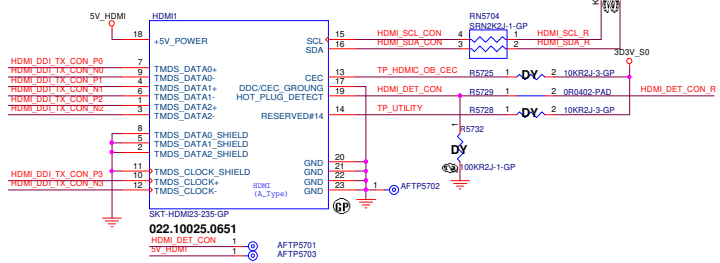 5V_HDMI
HDMI1
RN5704
SRN2K2J-1-GP
18 +5V_POWER
SCL 15 HDMI_SCL_CON 4 1 HDMI_SCL_R
SDA 16 HDMI_SDA_CON 3 2 HDMI_SDA_R
3D3V_S0
HDMI_DDI_TX_CON_P0 7 TMDS_DATA0+
HDMI_DDI_TX_CON_N0 9 TMDS_DATA0-
HDMI_DDI_TX_CON_P1 4 TMDS_DATA1+
HDMI_DDI_TX_CON_N1 6 TMDS_DATA1-
HDMI_DDI_TX_CON_P2 1 TMDS_DATA2+
HDMI_DDI_TX_CON_N2 3 TMDS_DATA2-
CEC 13 TP_HDMIC_OB_CEC R5725 1 DY 2 10KR2J-3-GP
DDC/CEC_GROUNG 17
HOT_PLUG_DETECT 19 HDMI_DET_CON R5729 1 2 0R0402-PAD HDMI_DET_CON_R
RESERVED#14 14 TP_UTILITY R5728 1 DY 2 10KR2J-3-GP
8 TMDS_DATA0_SHIELD
5 TMDS_DATA1_SHIELD
2 TMDS_DATA2_SHIELD
R5732
DY
100KR2J-1-GP
11 TMDS_CLOCK_SHIELD
HDMI_DDI_TX_CON_P3 10 TMDS_CLOCK+
HDMI_DDI_TX_CON_N3 12 TMDS_CLOCK-
GND 20
GND 21
GND 22
GND 23 1 AFTP5702
HDMI
(A_Type)
GP
SKT-HDMI23-235-GP
022.10025.0651
HDMI_DET_CON 1 AFTP5701
5V_HDMI 1 AFTP5703